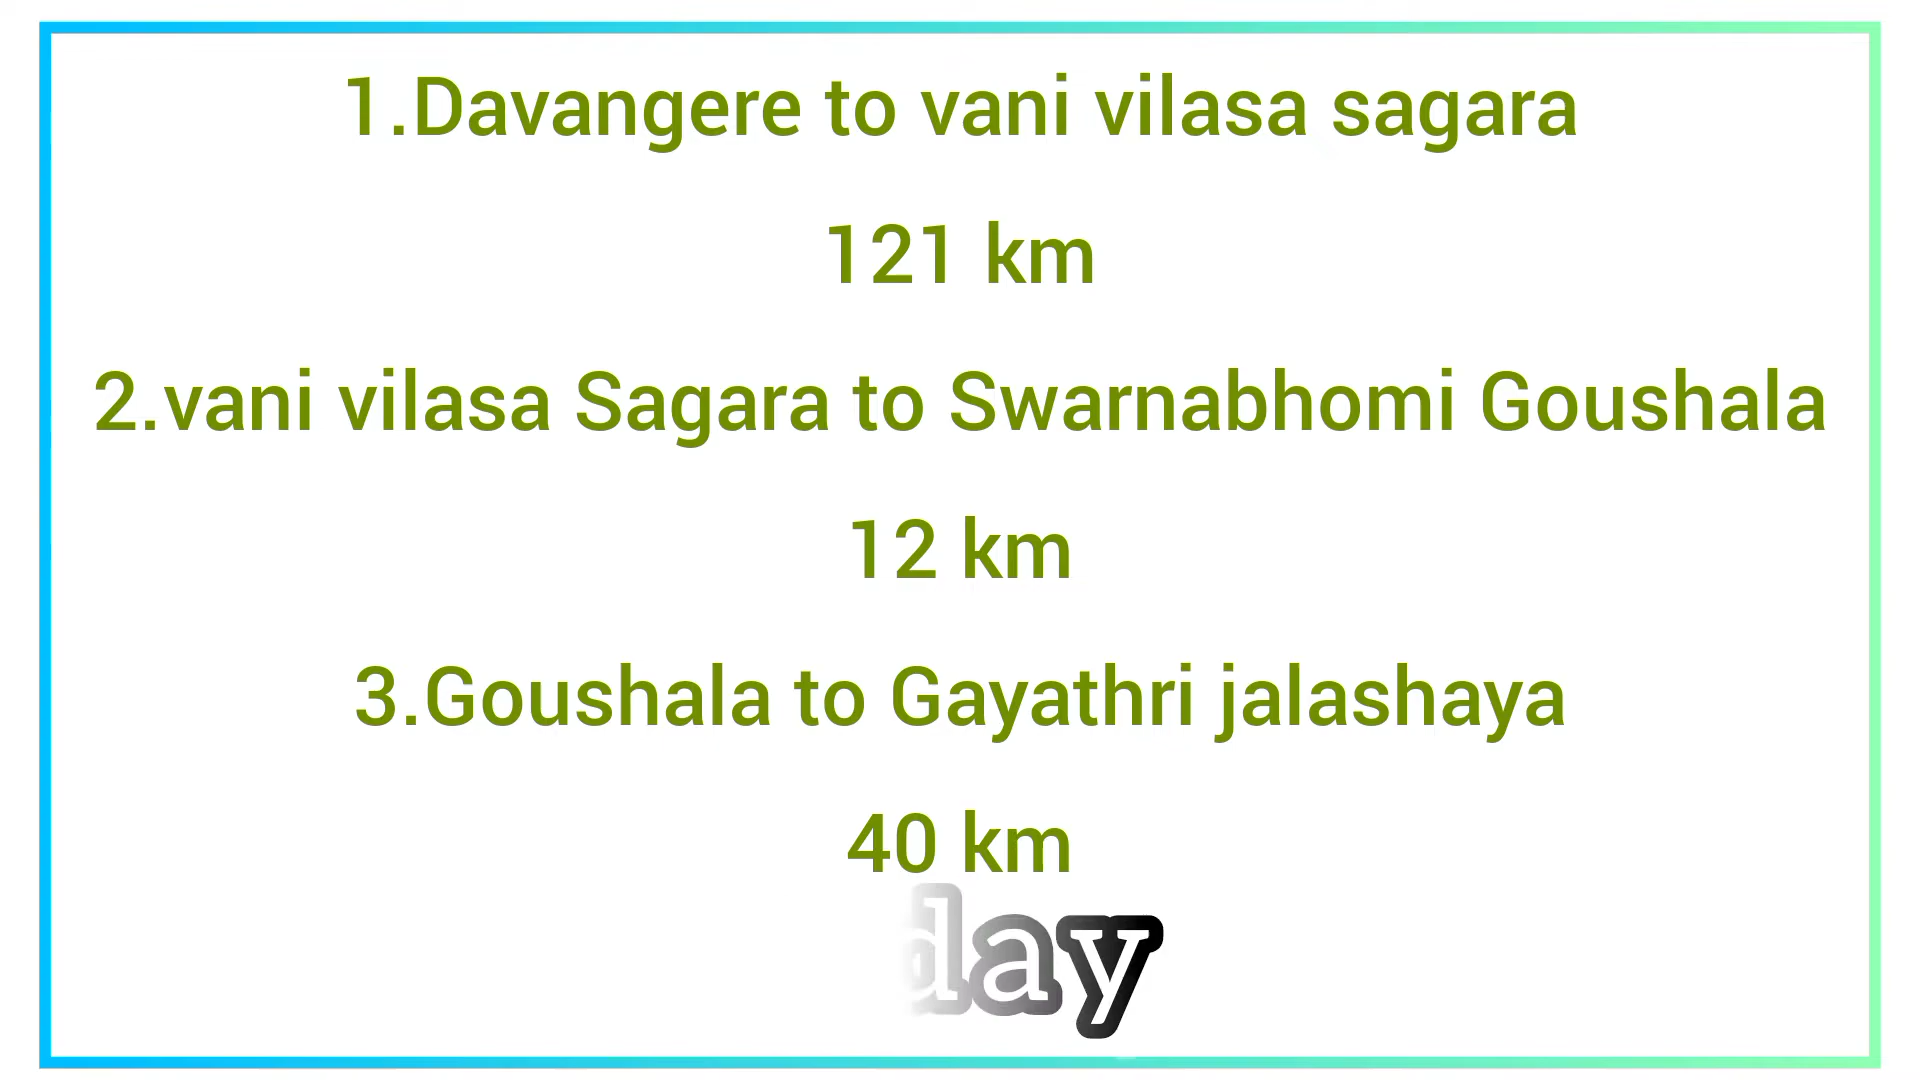 1.Davangere to vani vilasa sagara
121 km
2.vani vilasa Sagara to Swarnabhomi Goushala
12 km
3.Goushala to Gayathri jalashaya
40 km
day